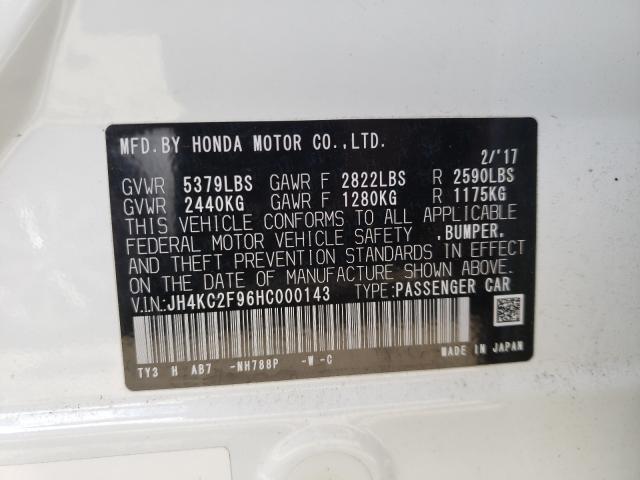 MFD.BY HONDA MOTOR CO.,LTD.
2/'17
GVWR 5379LBS GAWR F 2822LBS R 2590LBS
GVWR 2440KG GAWR F 1280KG R 1175KG
THIS VEHICLE CONFORMS TO ALL APPLICABLE
FEDERAL MOTOR VEHICLE SAFETY ,BUMPER,
AND THEFT PREVENTION STANDARDS IN EFFECT
ON THE DATE OF MANUFACTURE SHOWN ABOVE.
V.I.N.:JH4KC2F96HC000143 TYPE:PASSENGER CAR
TY3 H AB7 -NH788P -W -C
MADE IN JAPAN